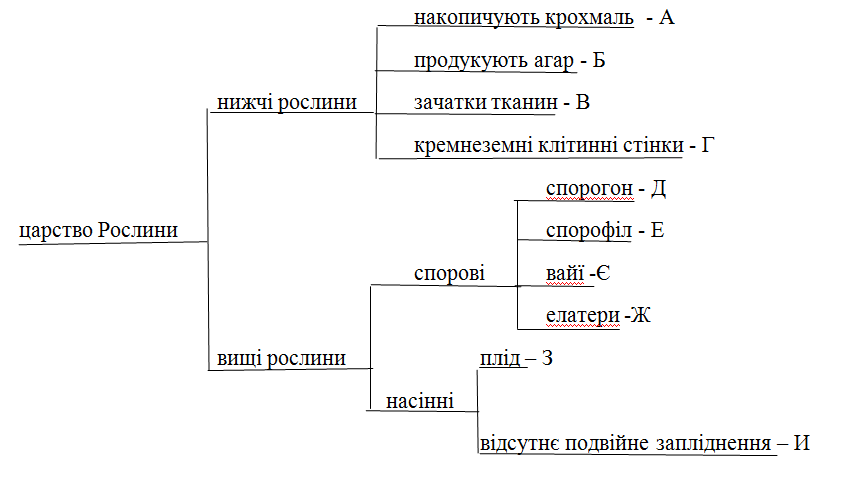 накопичують крохмаль - А
продукують агар - Б
нижчі рослини
зачатки тканин - В
кремнеземні клітинні стінки - Г
спорогон - Д
царство Рослини
спорофіл - Е
спорові
вайї -Є
елатери -Ж
вищі рослини
плід – З
насінні
відсутнє подвійне запліднення – И